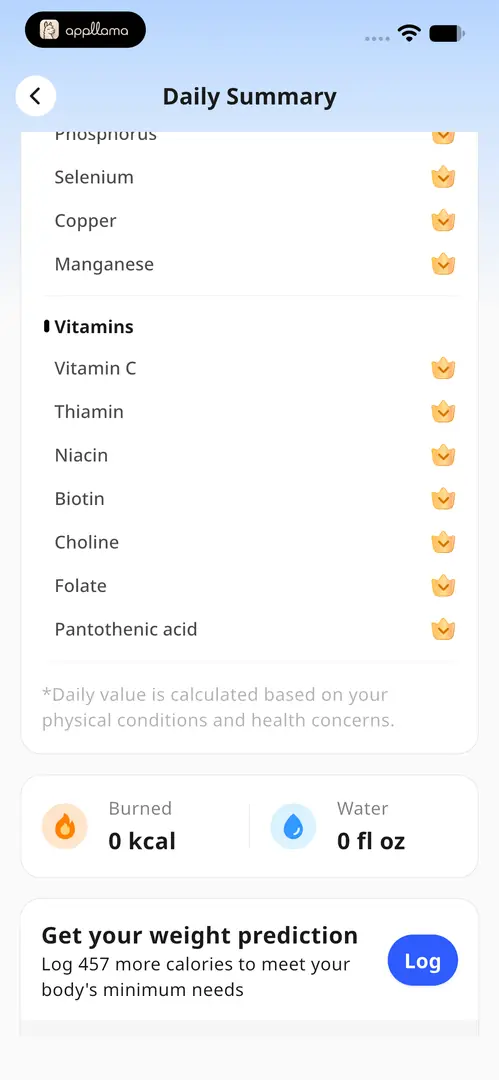 appllama
Daily Summary
Phosphorus
Selenium
Copper
Manganese
Vitamins
Vitamin C
Thiamin
Niacin
Biotin
Choline
Folate
Pantothenic acid
*Daily value is calculated based on your
physical conditions and health concerns.
Burned
0 kcal
Water
0 fl oz
Get your weight prediction
Log 457 more calories to meet your
body's minimum needs
Log